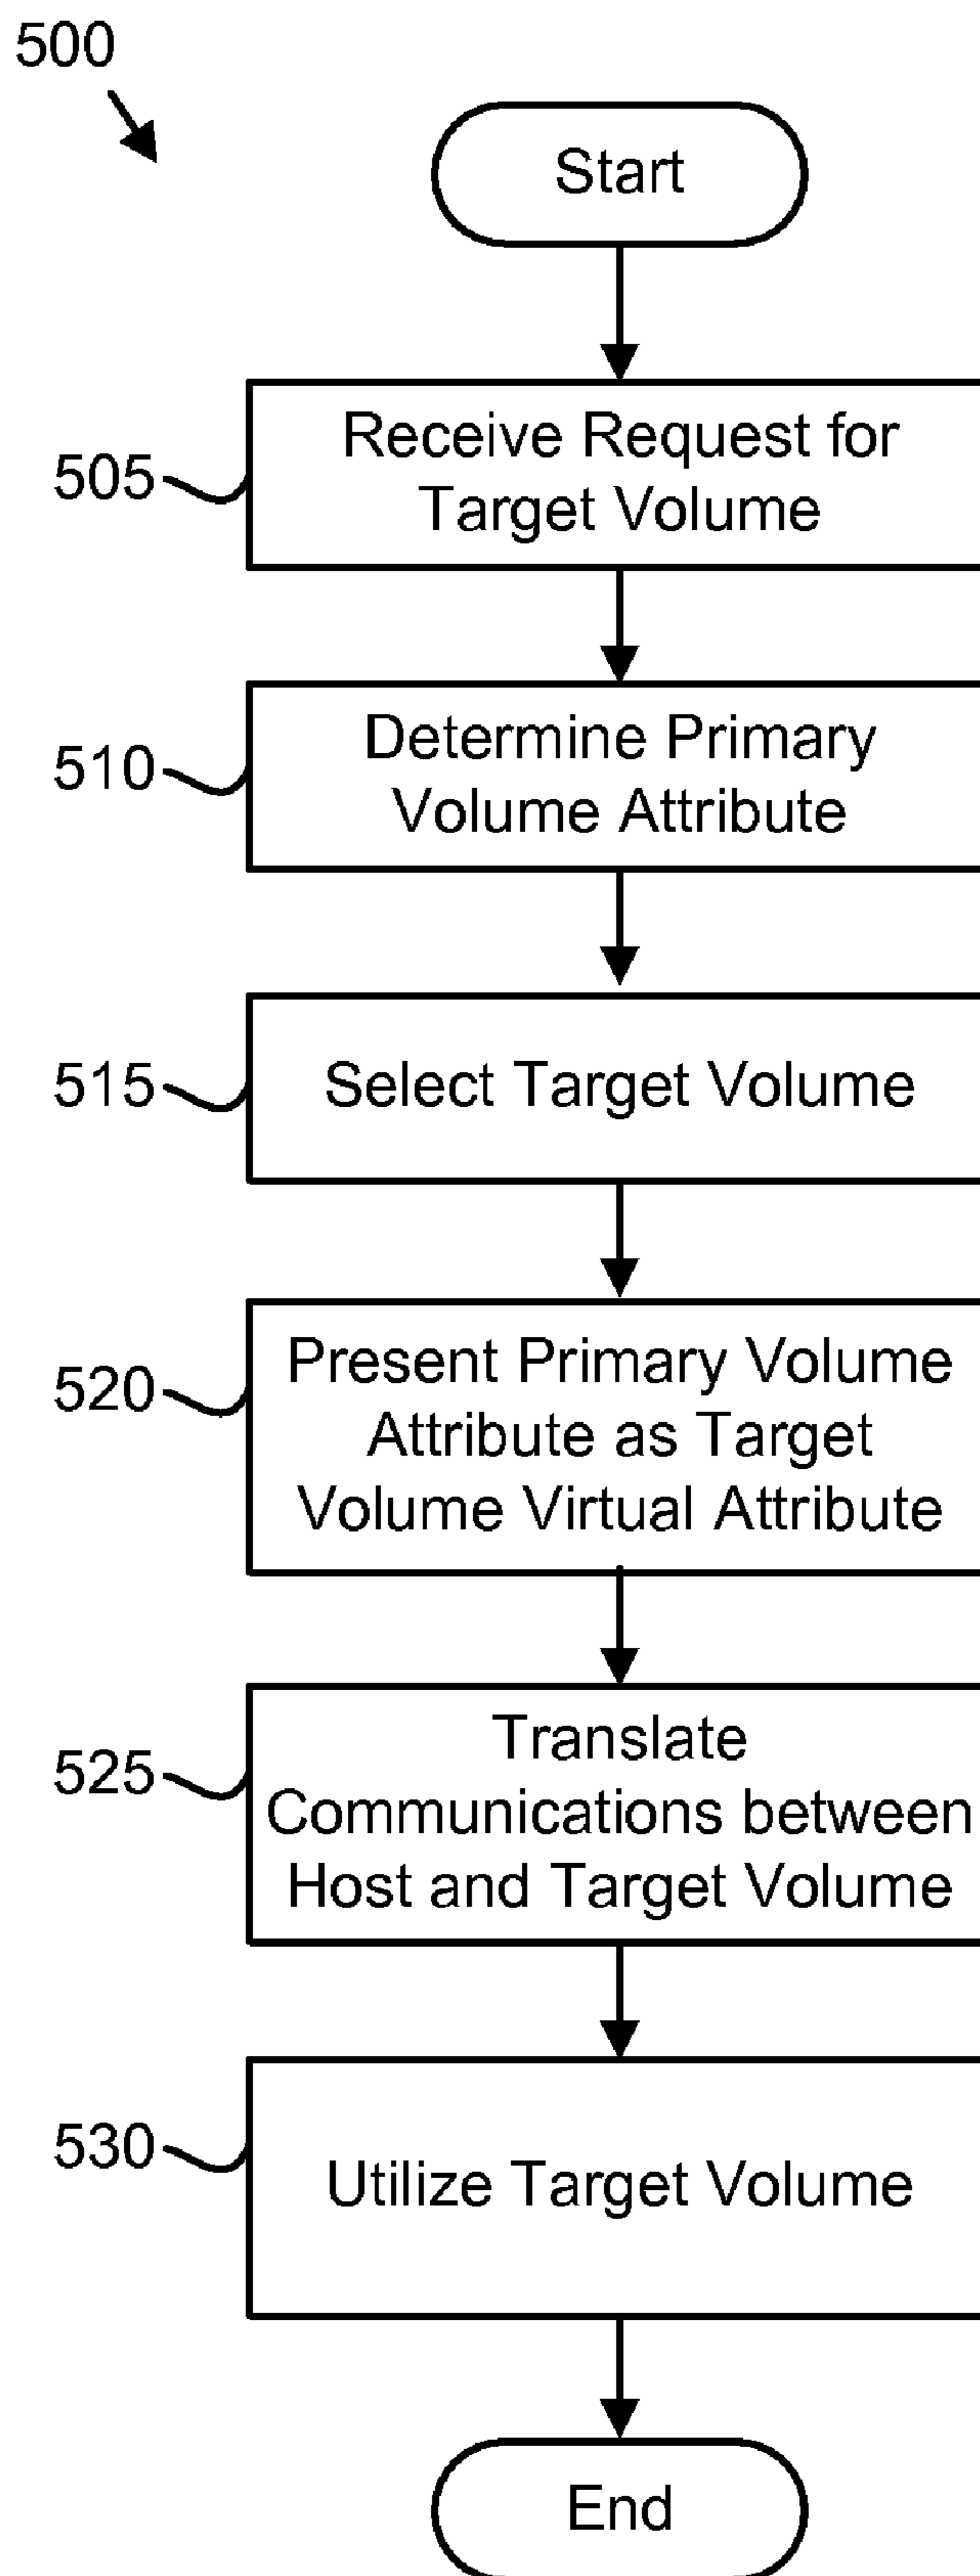 500
Start
505
Receive Request for
Target Volume
510
Determine Primary
Volume Attribute
515
Select Target Volume
520
Present Primary Volume
Attribute as Target
Volume Virtual Attribute
525
Translate
Communications between
Host and Target Volume
530
Utilize Target Volume
End